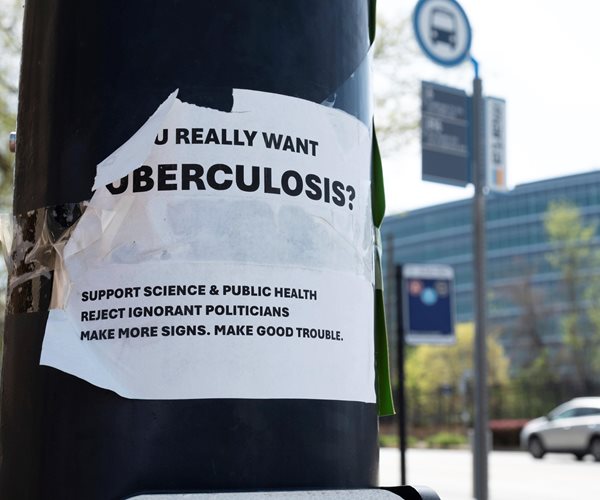 U REALLY WANT
UBERCULOSIS?
SUPPORT SCIENCE & PUBLIC HEALTH
REJECT IGNORANT POLITICIANS
MAKE MORE SIGNS. MAKE GOOD TROUBLE.